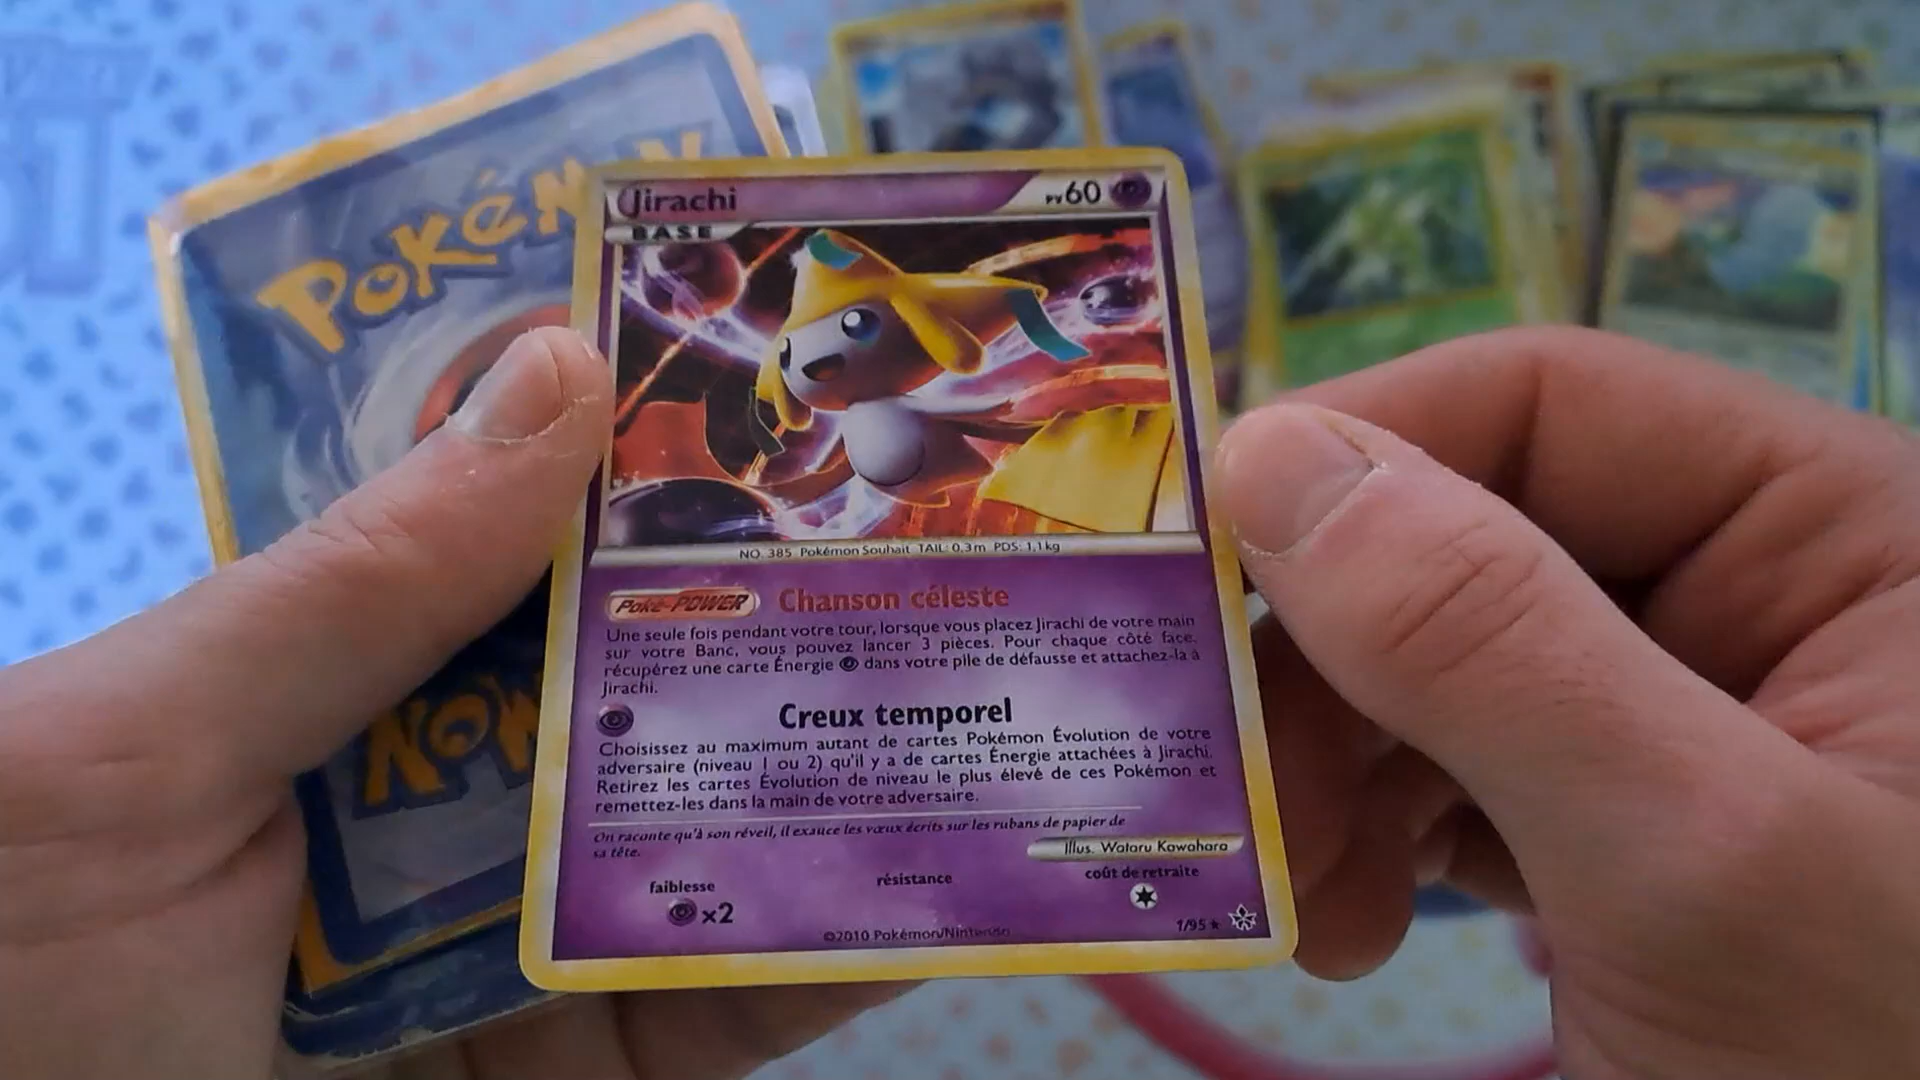 POKÉMON
Jirachi
PV60
BASE
NO. 385 Pokémon Souhait TAIL: 0,3m PDS: 1,1kg
Poké-POWER Chanson céleste
Une seule fois pendant votre tour, lorsque vous placez Jirachi de votre main
sur votre Banc, vous pouvez lancer 3 pièces. Pour chaque côté face,
récupérez une carte Énergie dans votre pile de défausse et attachez-la à
Jirachi.
Creux temporel
Choisissez au maximum autant de cartes Pokémon Évolution de votre
adversaire (niveau 1 ou 2) qu'il y a de cartes Énergie attachées à Jirachi.
Retirez les cartes Évolution de niveau le plus élevé de ces Pokémon et
remettez-les dans la main de votre adversaire.
On raconte qu'à son réveil, il exauce les vœux écrits sur les rubans de papier de
sa tête.
Illus. Wataru Kawahara
faiblesse
résistance
coût de retraite
x2
©2010 Pokémon/Nintendo
1/95 ★